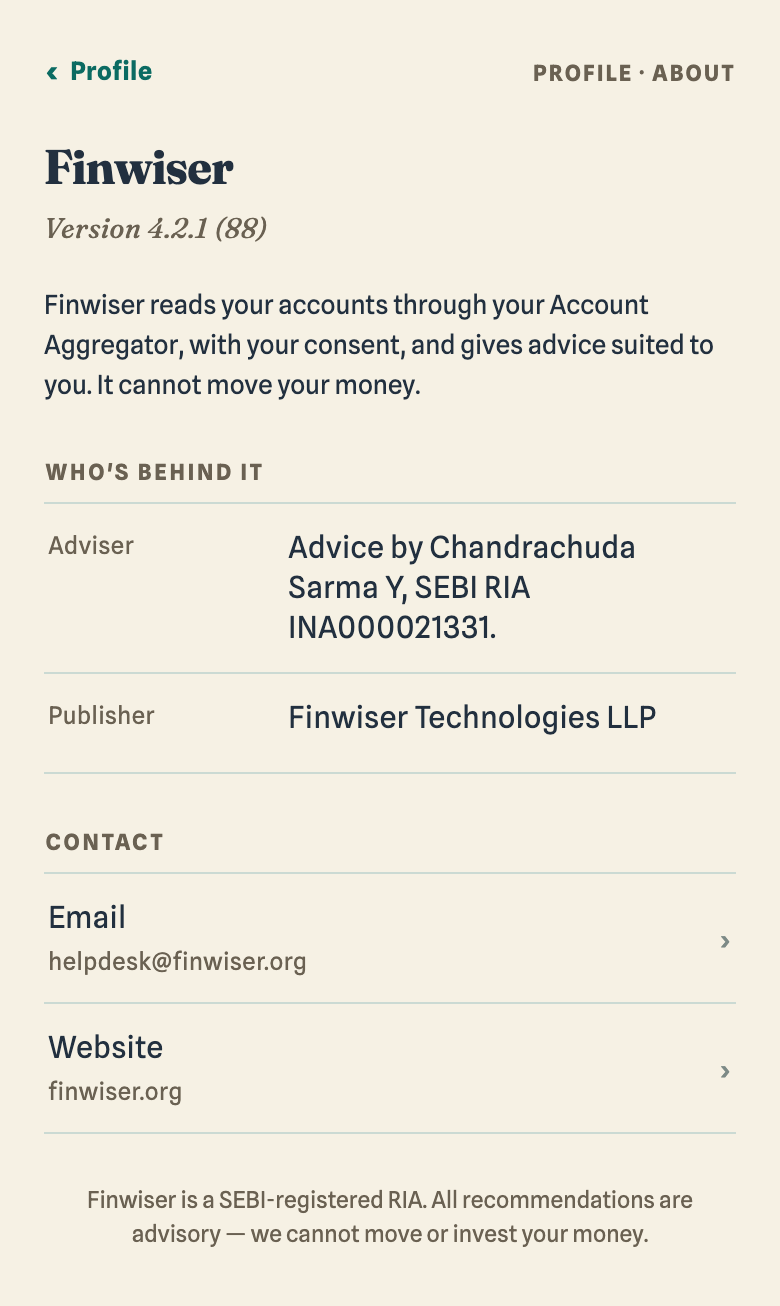 ‹ Profile
PROFILE · ABOUT
Finwiser
Version 4.2.1 (88)
Finwiser reads your accounts through your Account
Aggregator, with your consent, and gives advice suited to
you. It cannot move your money.
WHO’S BEHIND IT
Adviser
Advice by Chandrachuda
Sarma Y, SEBI RIA
INA000021331.
Publisher
Finwiser Technologies LLP
CONTACT
Email
helpdesk@finwiser.org
›
Website
finwiser.org
›
Finwiser is a SEBI-registered RIA. All recommendations are
advisory — we cannot move or invest your money.